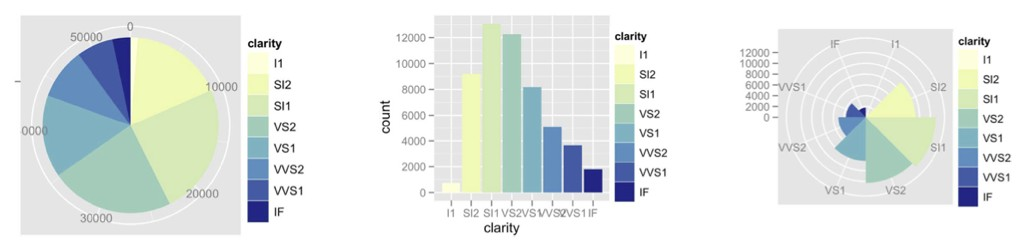 0
50000
10000
0000
20000
30000
clarity
I1
SI2
SI1
VS2
VS1
VVS2
VVS1
IF
12000
10000
8000
6000
4000
2000
0
count
I1 SI2 SI1 VS2 VS1 VVS2 VVS1 IF
clarity
clarity
I1
SI2
SI1
VS2
VS1
VVS2
VVS1
IF
12000
10000
8000
6000
4000
2000
0
IF
I1
VVS1
SI2
VVS2
SI1
VS1
VS2
clarity
I1
SI2
SI1
VS2
VS1
VVS2
VVS1
IF